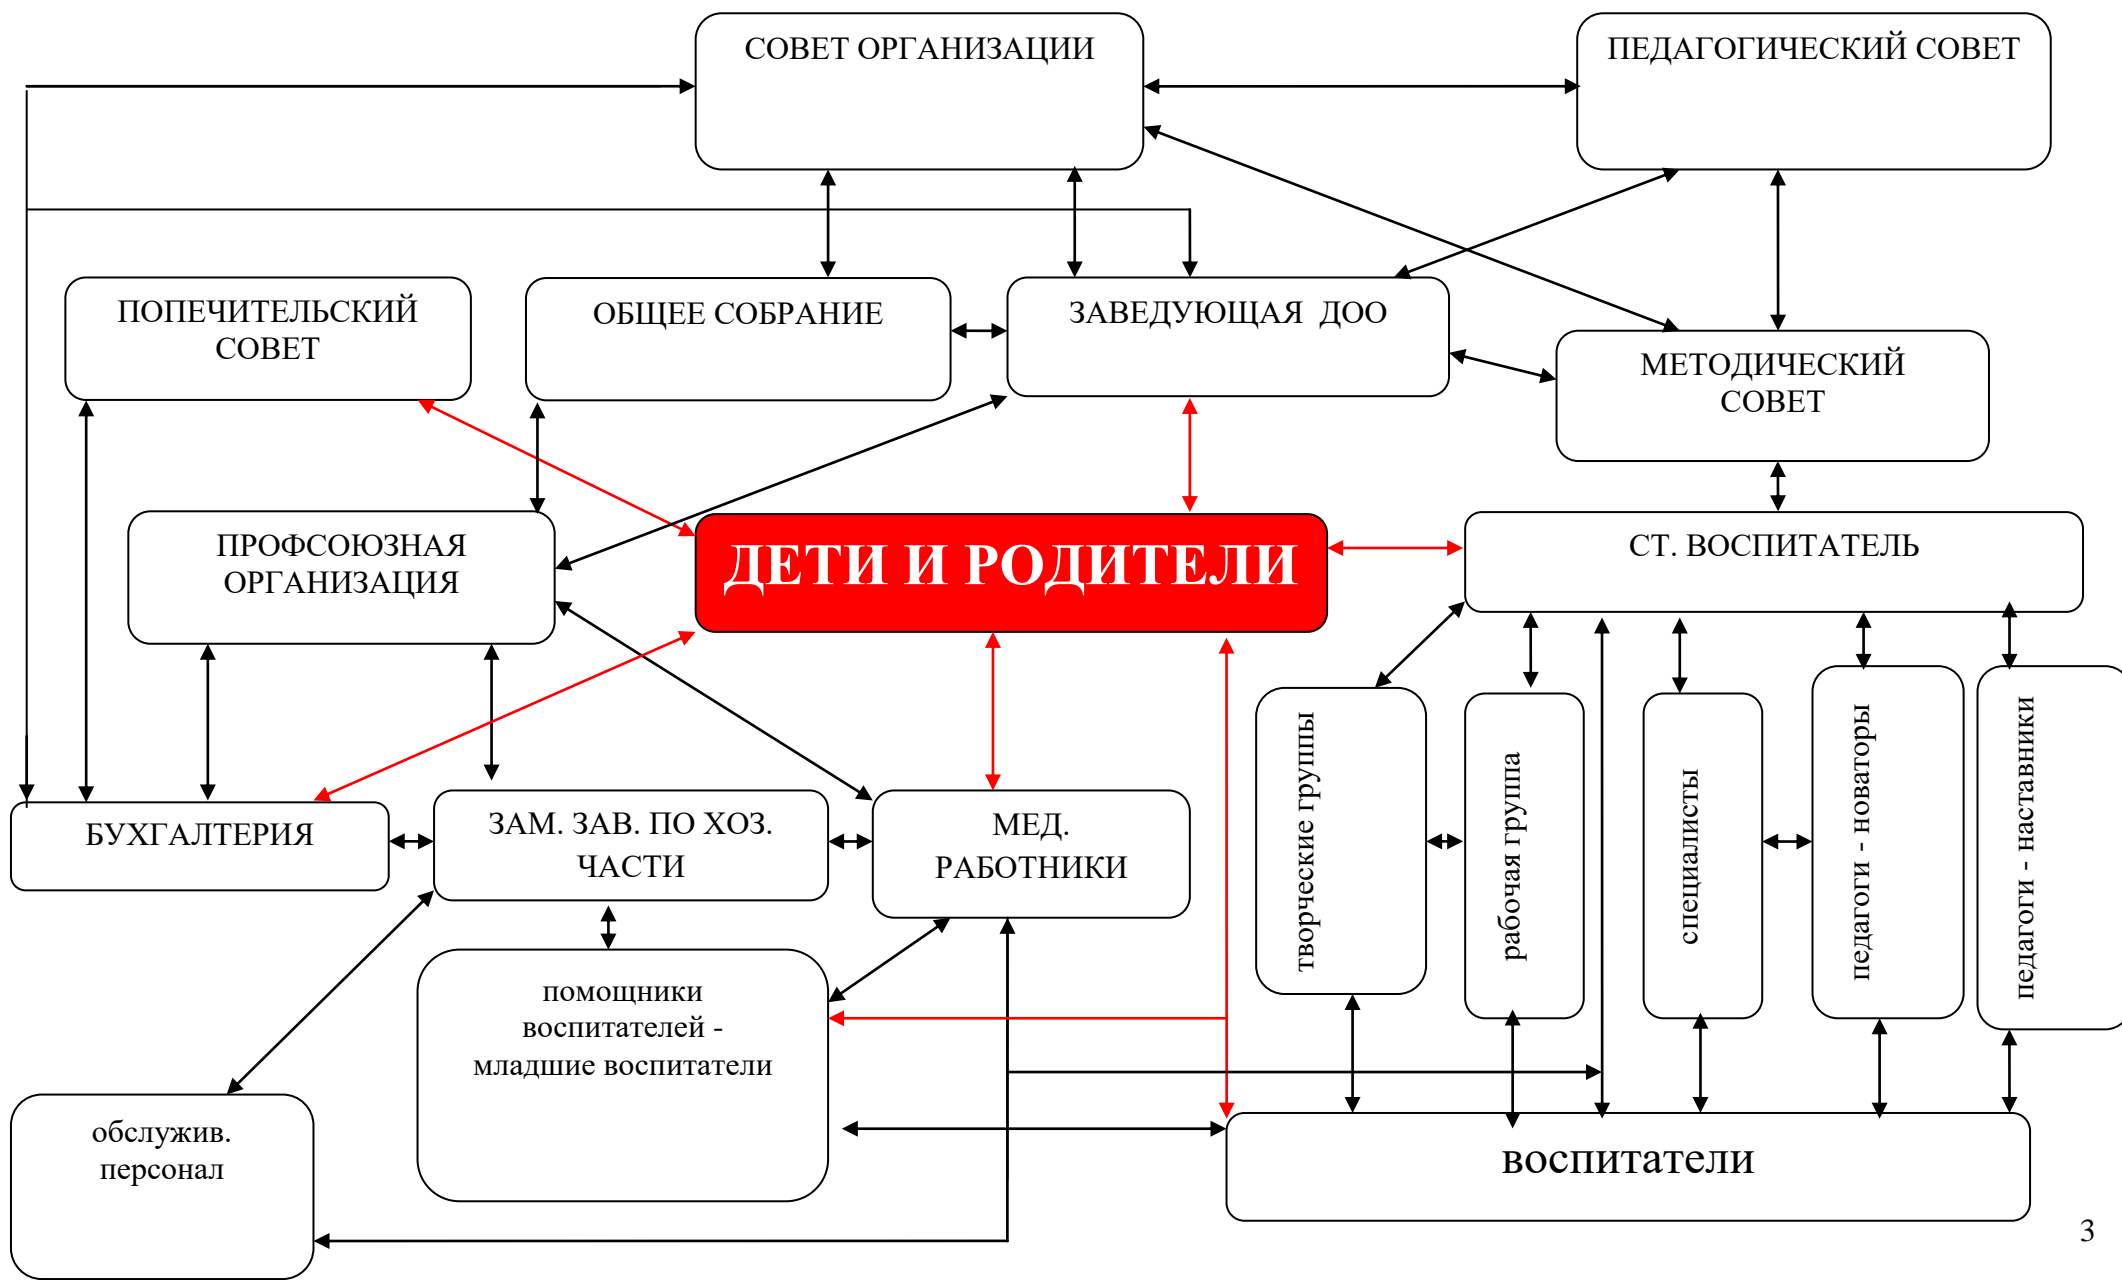 СОВЕТ ОРГАНИЗАЦИИ
ПЕДАГОГИЧЕСКИЙ СОВЕТ
ПОПЕЧИТЕЛЬСКИЙ
СОВЕТ
ОБЩЕЕ СОБРАНИЕ
ЗАВЕДУЮЩАЯ ДОО
МЕТОДИЧЕСКИЙ
СОВЕТ
ПРОФСОЮЗНАЯ
ОРГАНИЗАЦИЯ
ДЕТИ И РОДИТЕЛИ
СТ. ВОСПИТАТЕЛЬ
БУХГАЛТЕРИЯ
ЗАМ. ЗАВ. ПО ХОЗ.
ЧАСТИ
МЕД.
РАБОТНИКИ
творческие группы
рабочая группа
специалисты
педагоги - новаторы
педагоги - наставники
помощники
воспитателей -
младшие воспитатели
обслужив.
персонал
воспитатели
3